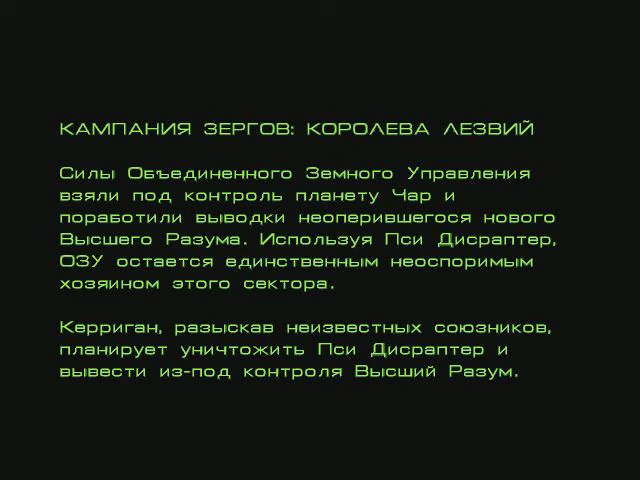 КАМПАНИЯ ЗЕРГОВ: КОРОЛЕВА ЛЕЗВИЙ
Силы Объединенного Земного Управления
взяли под контроль планету Чар и
поработили выводки неоперившегося нового
Высшего Разума. Используя Пси Дисраптер,
ОЗУ остается единственным неоспоримым
хозяином этого сектора.
Керриган, разыскав неизвестных союзников,
планирует уничтожить Пси Дисраптер и
вывести из-под контроля Высший Разум.